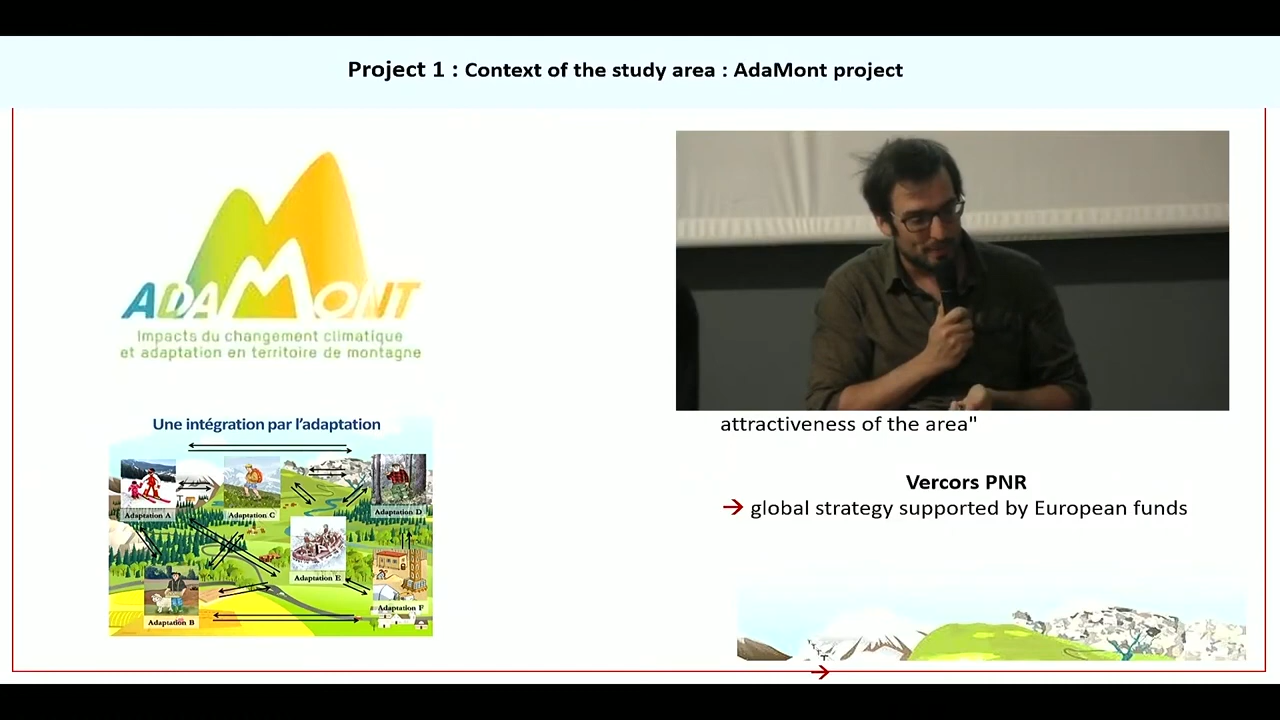 Project 1 : Context of the study area : AdaMont project
ADAMONT
Impacts du changement climatique
et adaptation en territoire de montagne
Une intégration par l'adaptation
Adaptation A
Adaptation C
Adaptation D
Adaptation E
Adaptation B
Adaptation F
attractiveness of the area"
Vercors PNR
→ global strategy supported by European funds
→